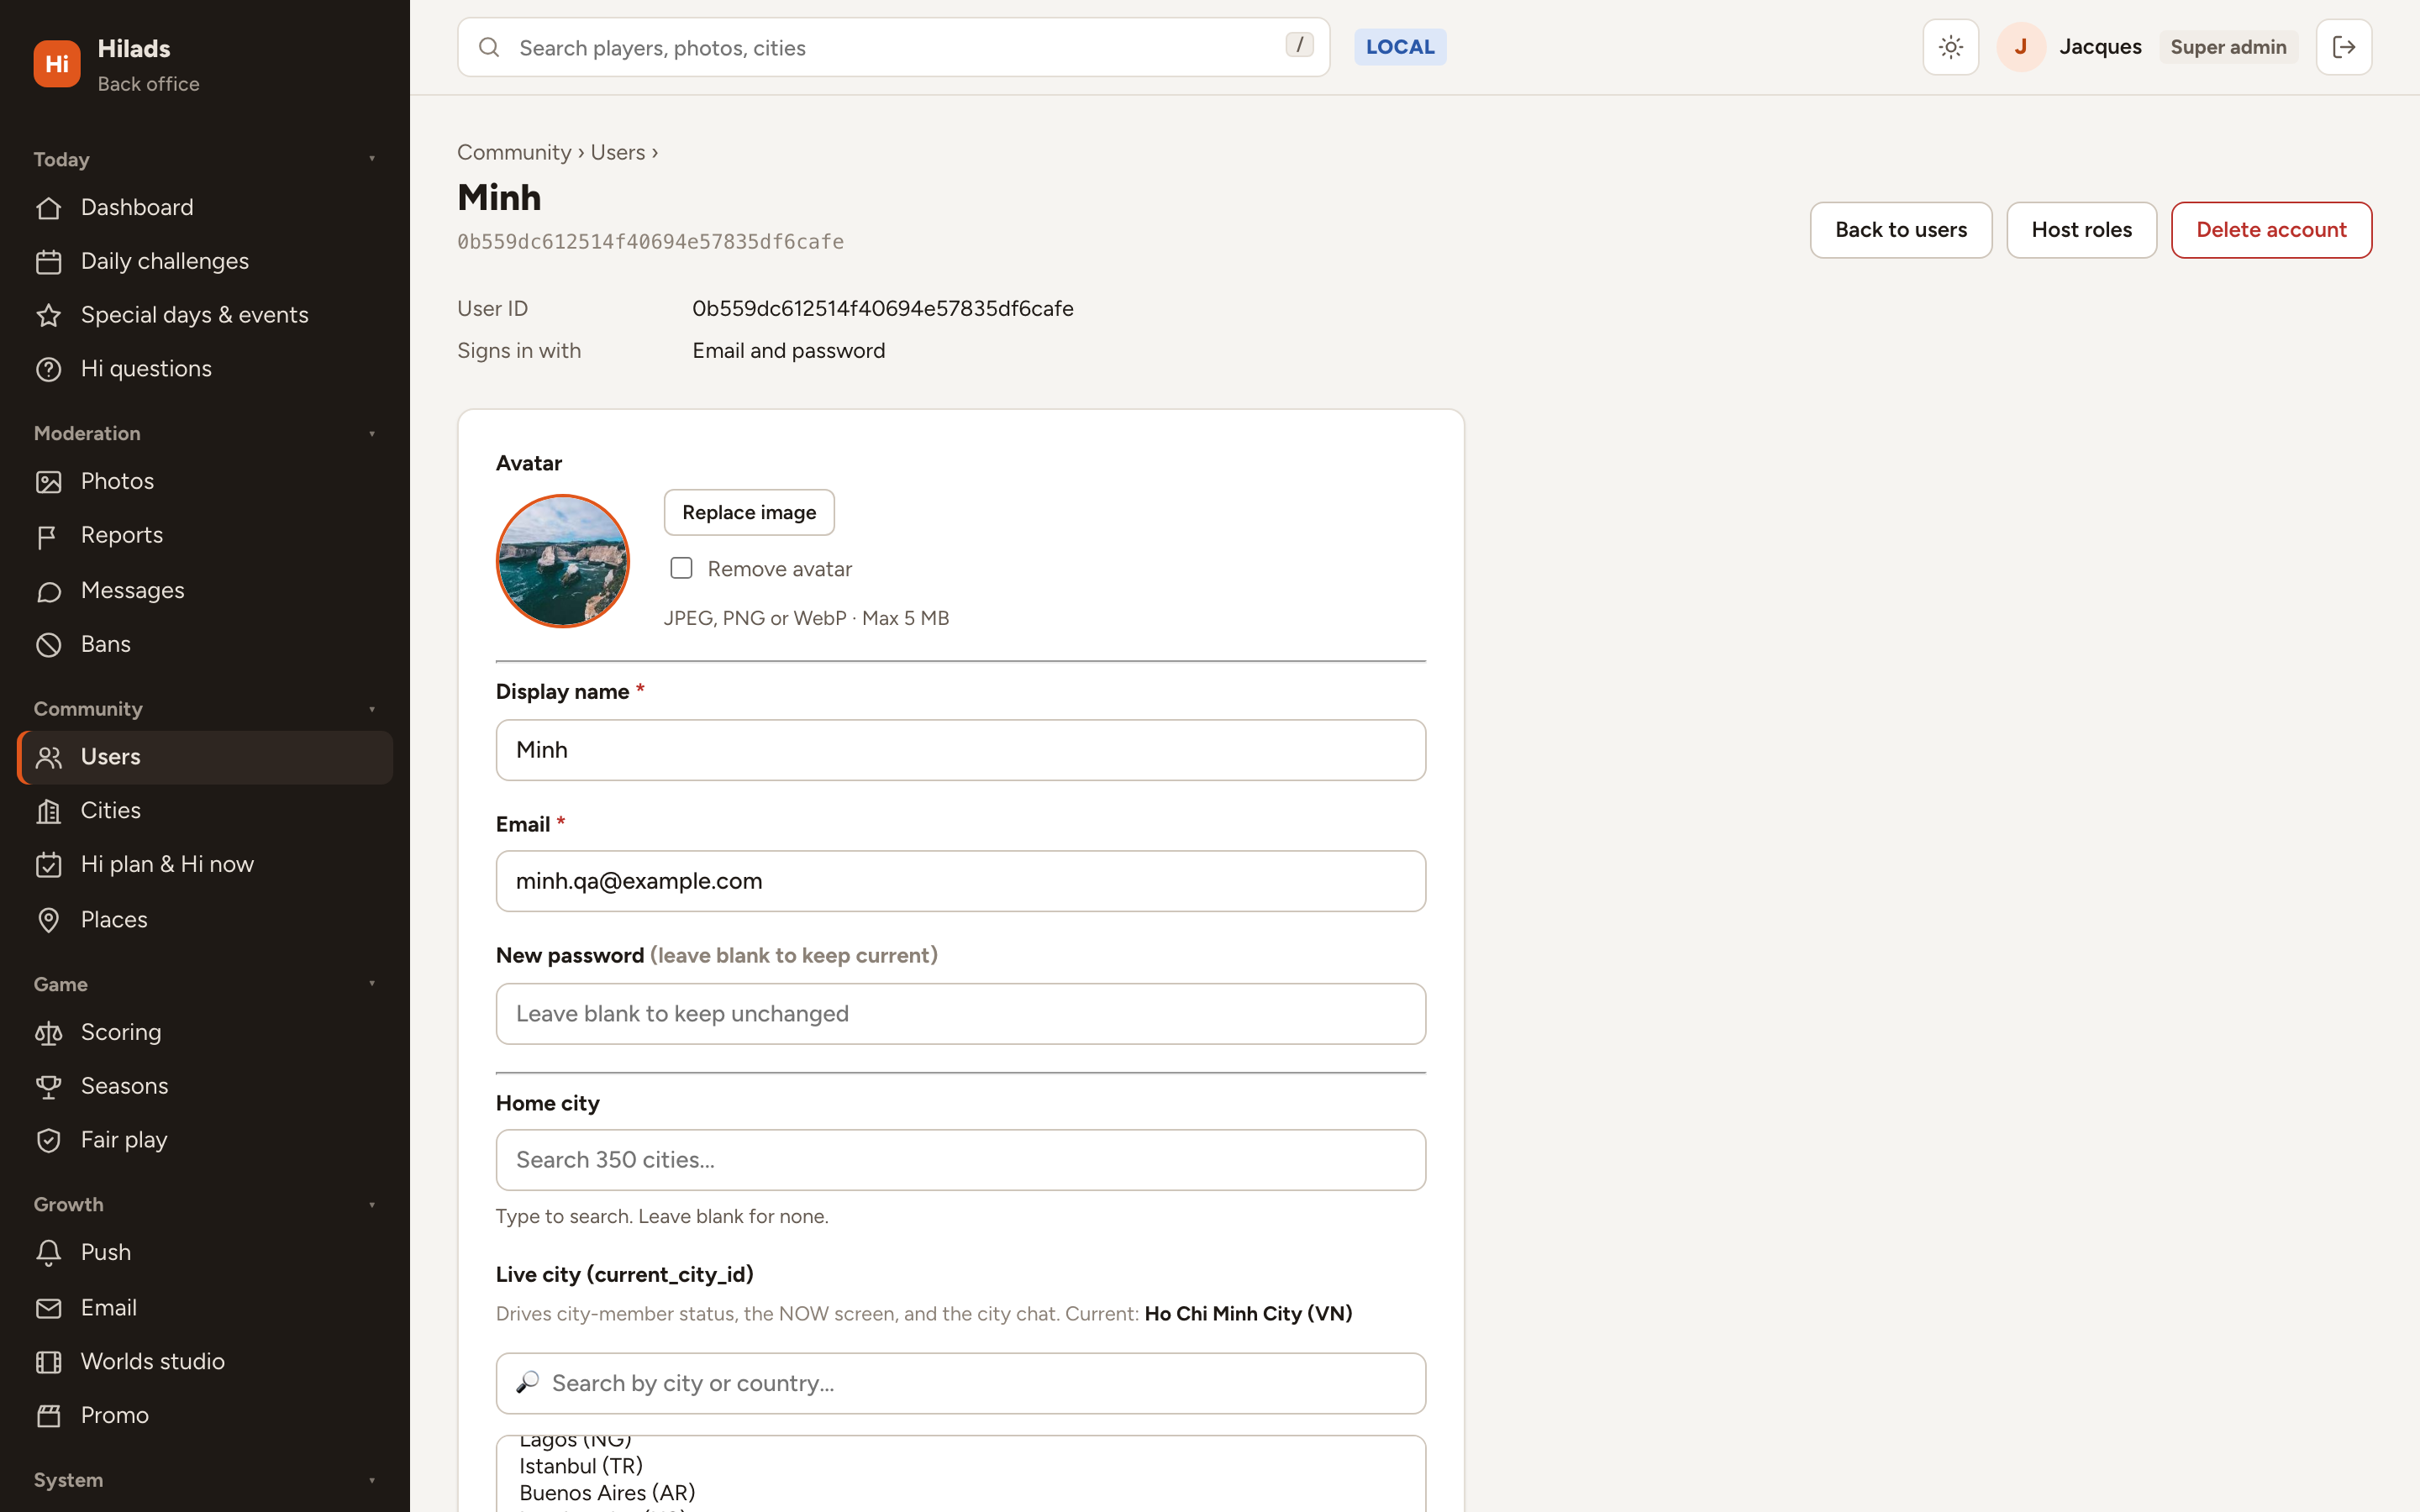 Hi
Hilads
Back office
Today
Dashboard
Daily challenges
Special days & events
Hi questions
Moderation
Photos
Reports
Messages
Bans
Community
Users
Cities
Hi plan & Hi now
Places
Game
Scoring
Seasons
Fair play
Growth
Push
Email
Worlds studio
Promo
System
Search players, photos, cities
/
LOCAL
J
Jacques
Super admin
Community › Users ›
Minh
0b559dc612514f40694e57835df6cafe
Back to users
Host roles
Delete account
User ID 0b559dc612514f40694e57835df6cafe
Signs in with Email and password
Avatar
Replace image
Remove avatar
JPEG, PNG or WebP · Max 5 MB
Display name *
Minh
Email *
minh.qa@example.com
New password (leave blank to keep current)
Leave blank to keep unchanged
Home city
Search 350 cities...
Type to search. Leave blank for none.
Live city (current_city_id)
Drives city-member status, the NOW screen, and the city chat. Current: Ho Chi Minh City (VN)
Search by city or country...
Lagos (NG)
Istanbul (TR)
Buenos Aires (AR)